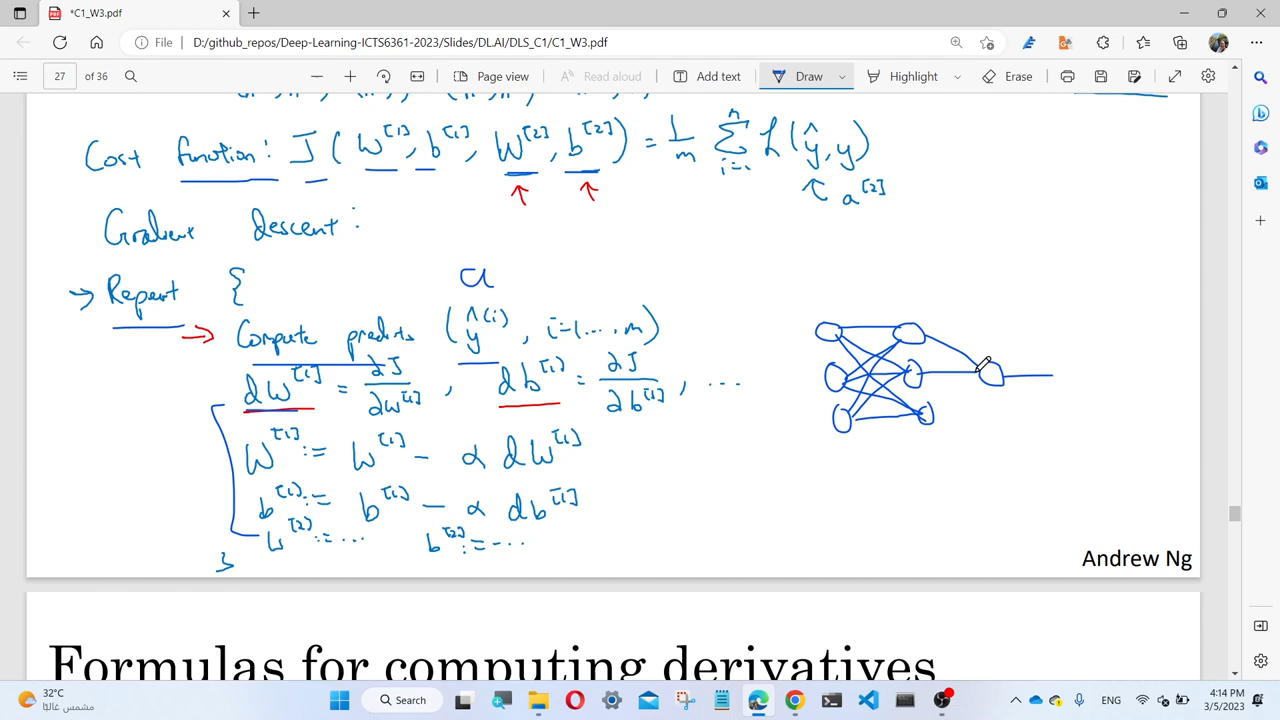 *C1_W3.pdf
File D:/github_repos/Deep-Learning-ICTS6361-2023/Slides/DL.AI/DLS_C1/C1_W3.pdf
27 of 36 Page view Read aloud Add text Draw Highlight Erase
Cost function: J(W^[1], b^[1], W^[2], b^[2]) = 1/m Σ_{i=1}^n L(ŷ, y)
a^[2]
Gradient descent:
→ Repeat {
a
→ Compute predicts (ŷ^(i), i=1...m)
dW^[1] = ∂J/∂W^[1], db^[1] = ∂J/∂b^[1], ...
W^[1] := W^[1] - α dW^[1]
b^[1] := b^[1] - α db^[1]
W^[2] := ... b^[2] := ...
}
Andrew Ng
Formulas for computing derivatives
32°C
مشمس غالبًا
Search
ENG
4:14 PM
3/5/2023